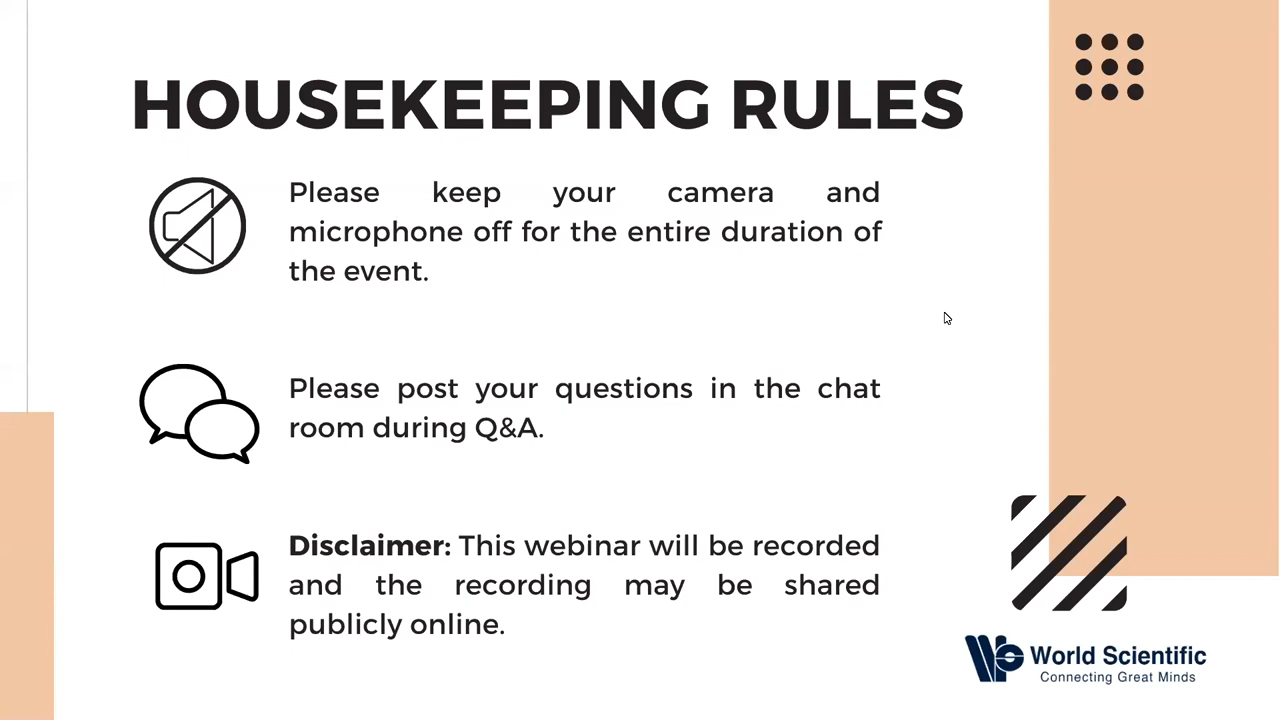 HOUSEKEEPING RULES
Please keep your camera and
microphone off for the entire duration of
the event.
Please post your questions in the chat
room during Q&A.
Disclaimer: This webinar will be recorded
and the recording may be shared
publicly online.
World Scientific
Connecting Great Minds